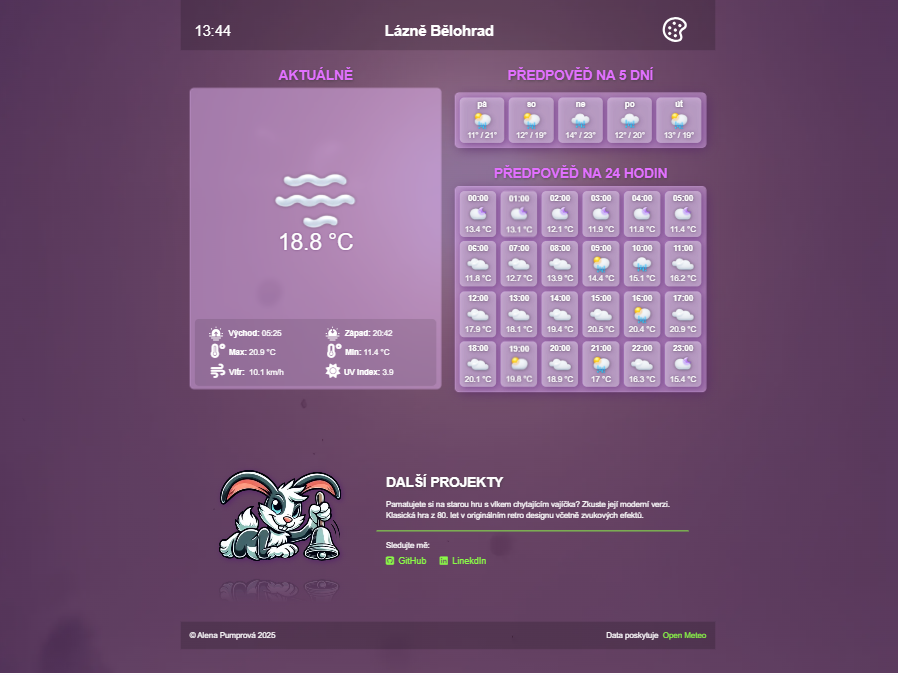 13:44
Lázně Bělohrad
AKTUÁLNĚ
18.8 °C
Východ: 05:25
Západ: 20:42
Max: 20.9 °C
Min: 11.4 °C
Vítr: 10.1 km/h
UV Index: 3.9
PŘEDPOVĚĎ NA 5 DNÍ
pá so ne po út
11° / 21° 12° / 19° 14° / 23° 12° / 20° 13° / 19°
PŘEDPOVĚĎ NA 24 HODIN
00:00 01:00 02:00 03:00 04:00 05:00
13.4 °C 13.1 °C 12.1 °C 11.9 °C 11.8 °C 11.4 °C
06:00 07:00 08:00 09:00 10:00 11:00
11.8 °C 12.7 °C 13.9 °C 14.4 °C 15.1 °C 16.2 °C
12:00 13:00 14:00 15:00 16:00 17:00
17.9 °C 18.1 °C 19.4 °C 20.5 °C 20.4 °C 20.9 °C
18:00 19:00 20:00 21:00 22:00 23:00
20.1 °C 19.8 °C 18.9 °C 17 °C 16.3 °C 15.4 °C
DALŠÍ PROJEKTY
Pamatujete si na starou hru s vlkem chytajícím vajíčka? Zkuste její moderní verzi.
Klasická hra z 80. let v originálním retro designu včetně zvukových efektů.
Sledujte mě:
GitHub
LinekdIn
© Alena Pumprová 2025
Data poskytuje Open Meteo